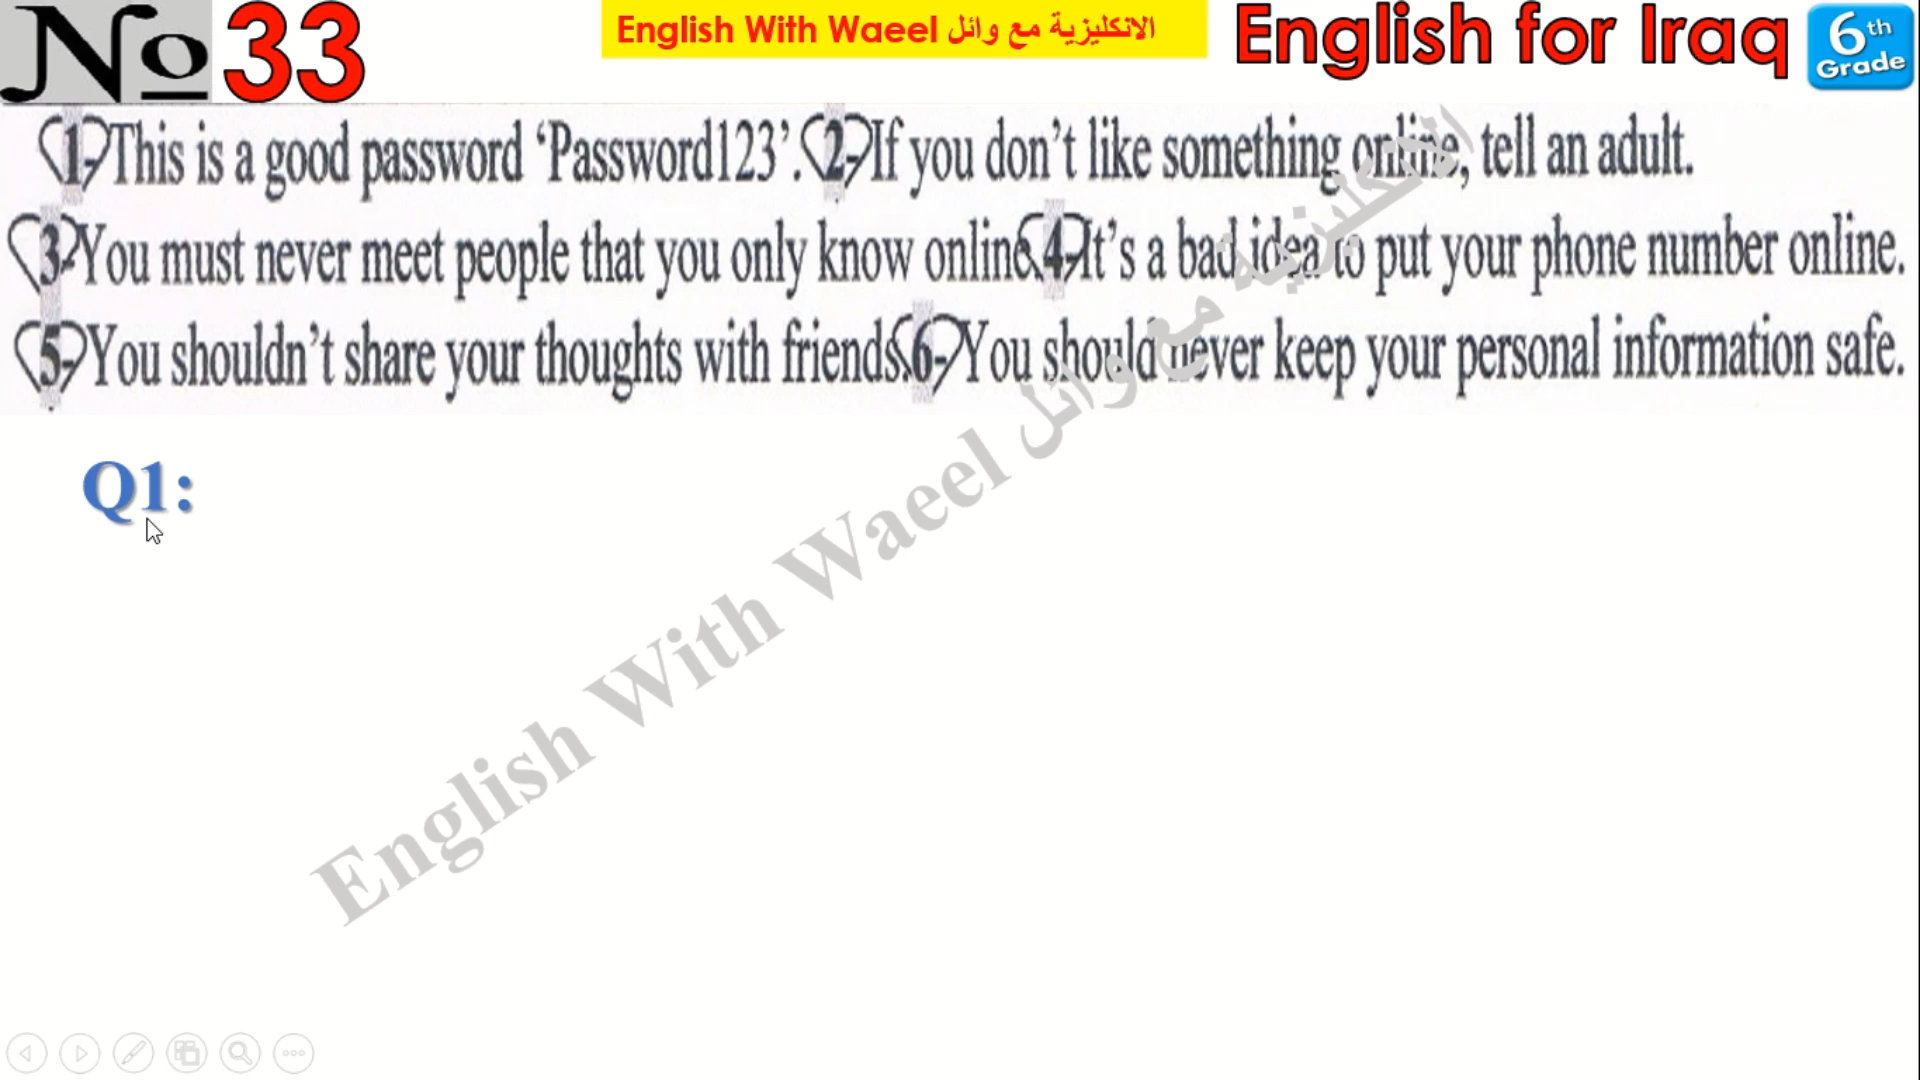 No 33
English With Waeel الانكليزية مع وائل
English for Iraq
6th Grade
1- This is a good password ‘Password123’. 2- If you don’t like something online, tell an adult.
3- You must never meet people that you only know online. 4- It’s a bad idea to put your phone number online.
5- You shouldn’t share your thoughts with friends. 6- You should never keep your personal information safe.
Q1:
English With Waeel الانكليزية مع وائل